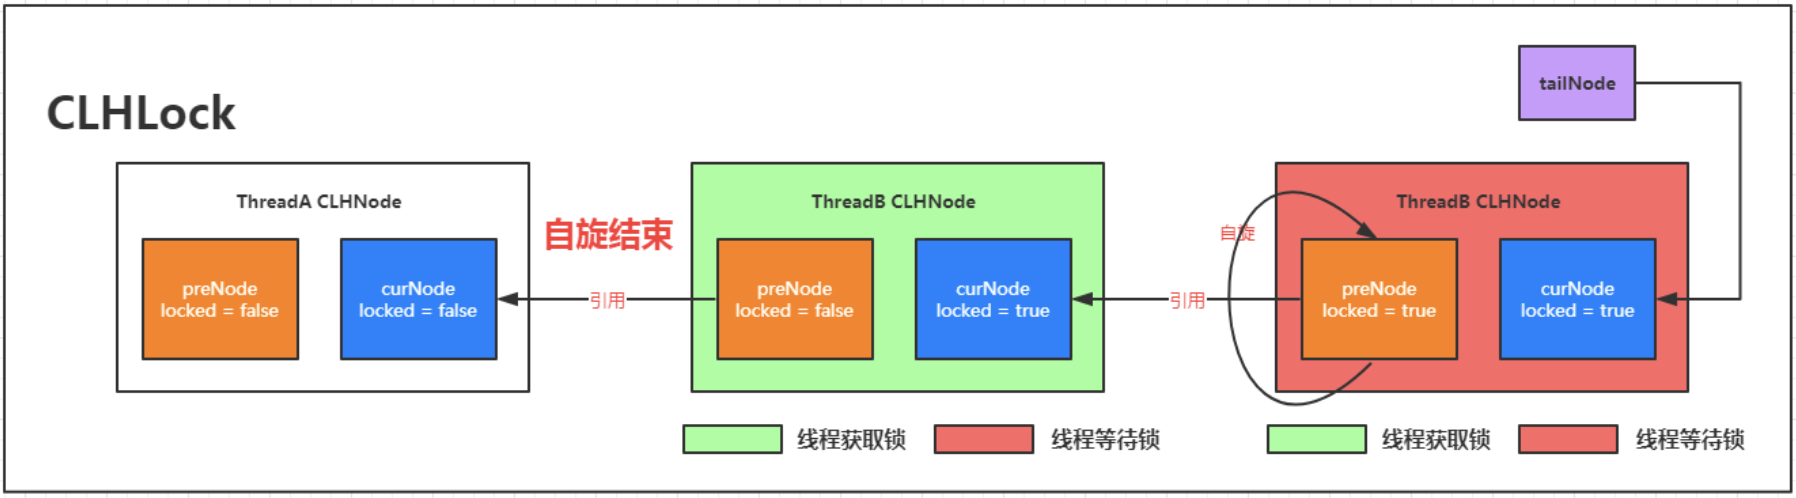 CLHLock
tailNode
ThreadA CLHNode
preNode
locked = false
curNode
locked = false
自旋结束
引用
ThreadB CLHNode
preNode
locked = false
curNode
locked = true
引用
自旋
ThreadB CLHNode
preNode
locked = true
curNode
locked = true
线程获取锁
线程等待锁
线程获取锁
线程等待锁